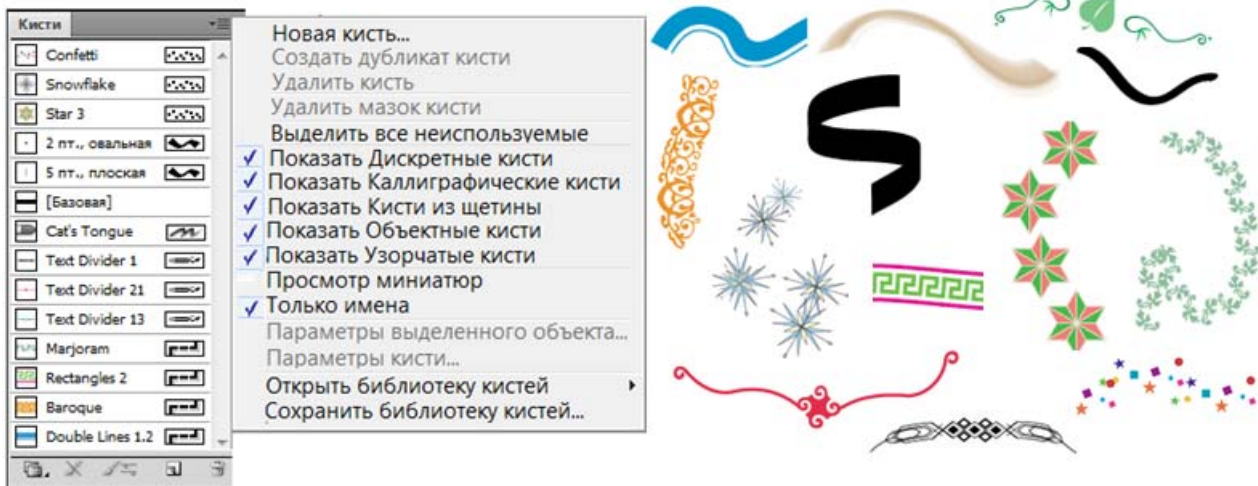 Кисти
Confetti
Snowflake
Star 3
2 пт., овальная
5 пт., плоская
[Базовая]
Cat's Tongue
Text Divider 1
Text Divider 21
Text Divider 13
Marjoram
Rectangles 2
Baroque
Double Lines 1.2
Новая кисть...
Создать дубликат кисти
Удалить кисть
Удалить мазок кисти
Выделить все неиспользуемые
Показать Дискретные кисти
Показать Каллиграфические кисти
Показать Кисти из щетины
Показать Объектные кисти
Показать Узорчатые кисти
Просмотр миниатюр
Только имена
Параметры выделенного объекта...
Параметры кисти...
Открыть библиотеку кистей
Сохранить библиотеку кистей...